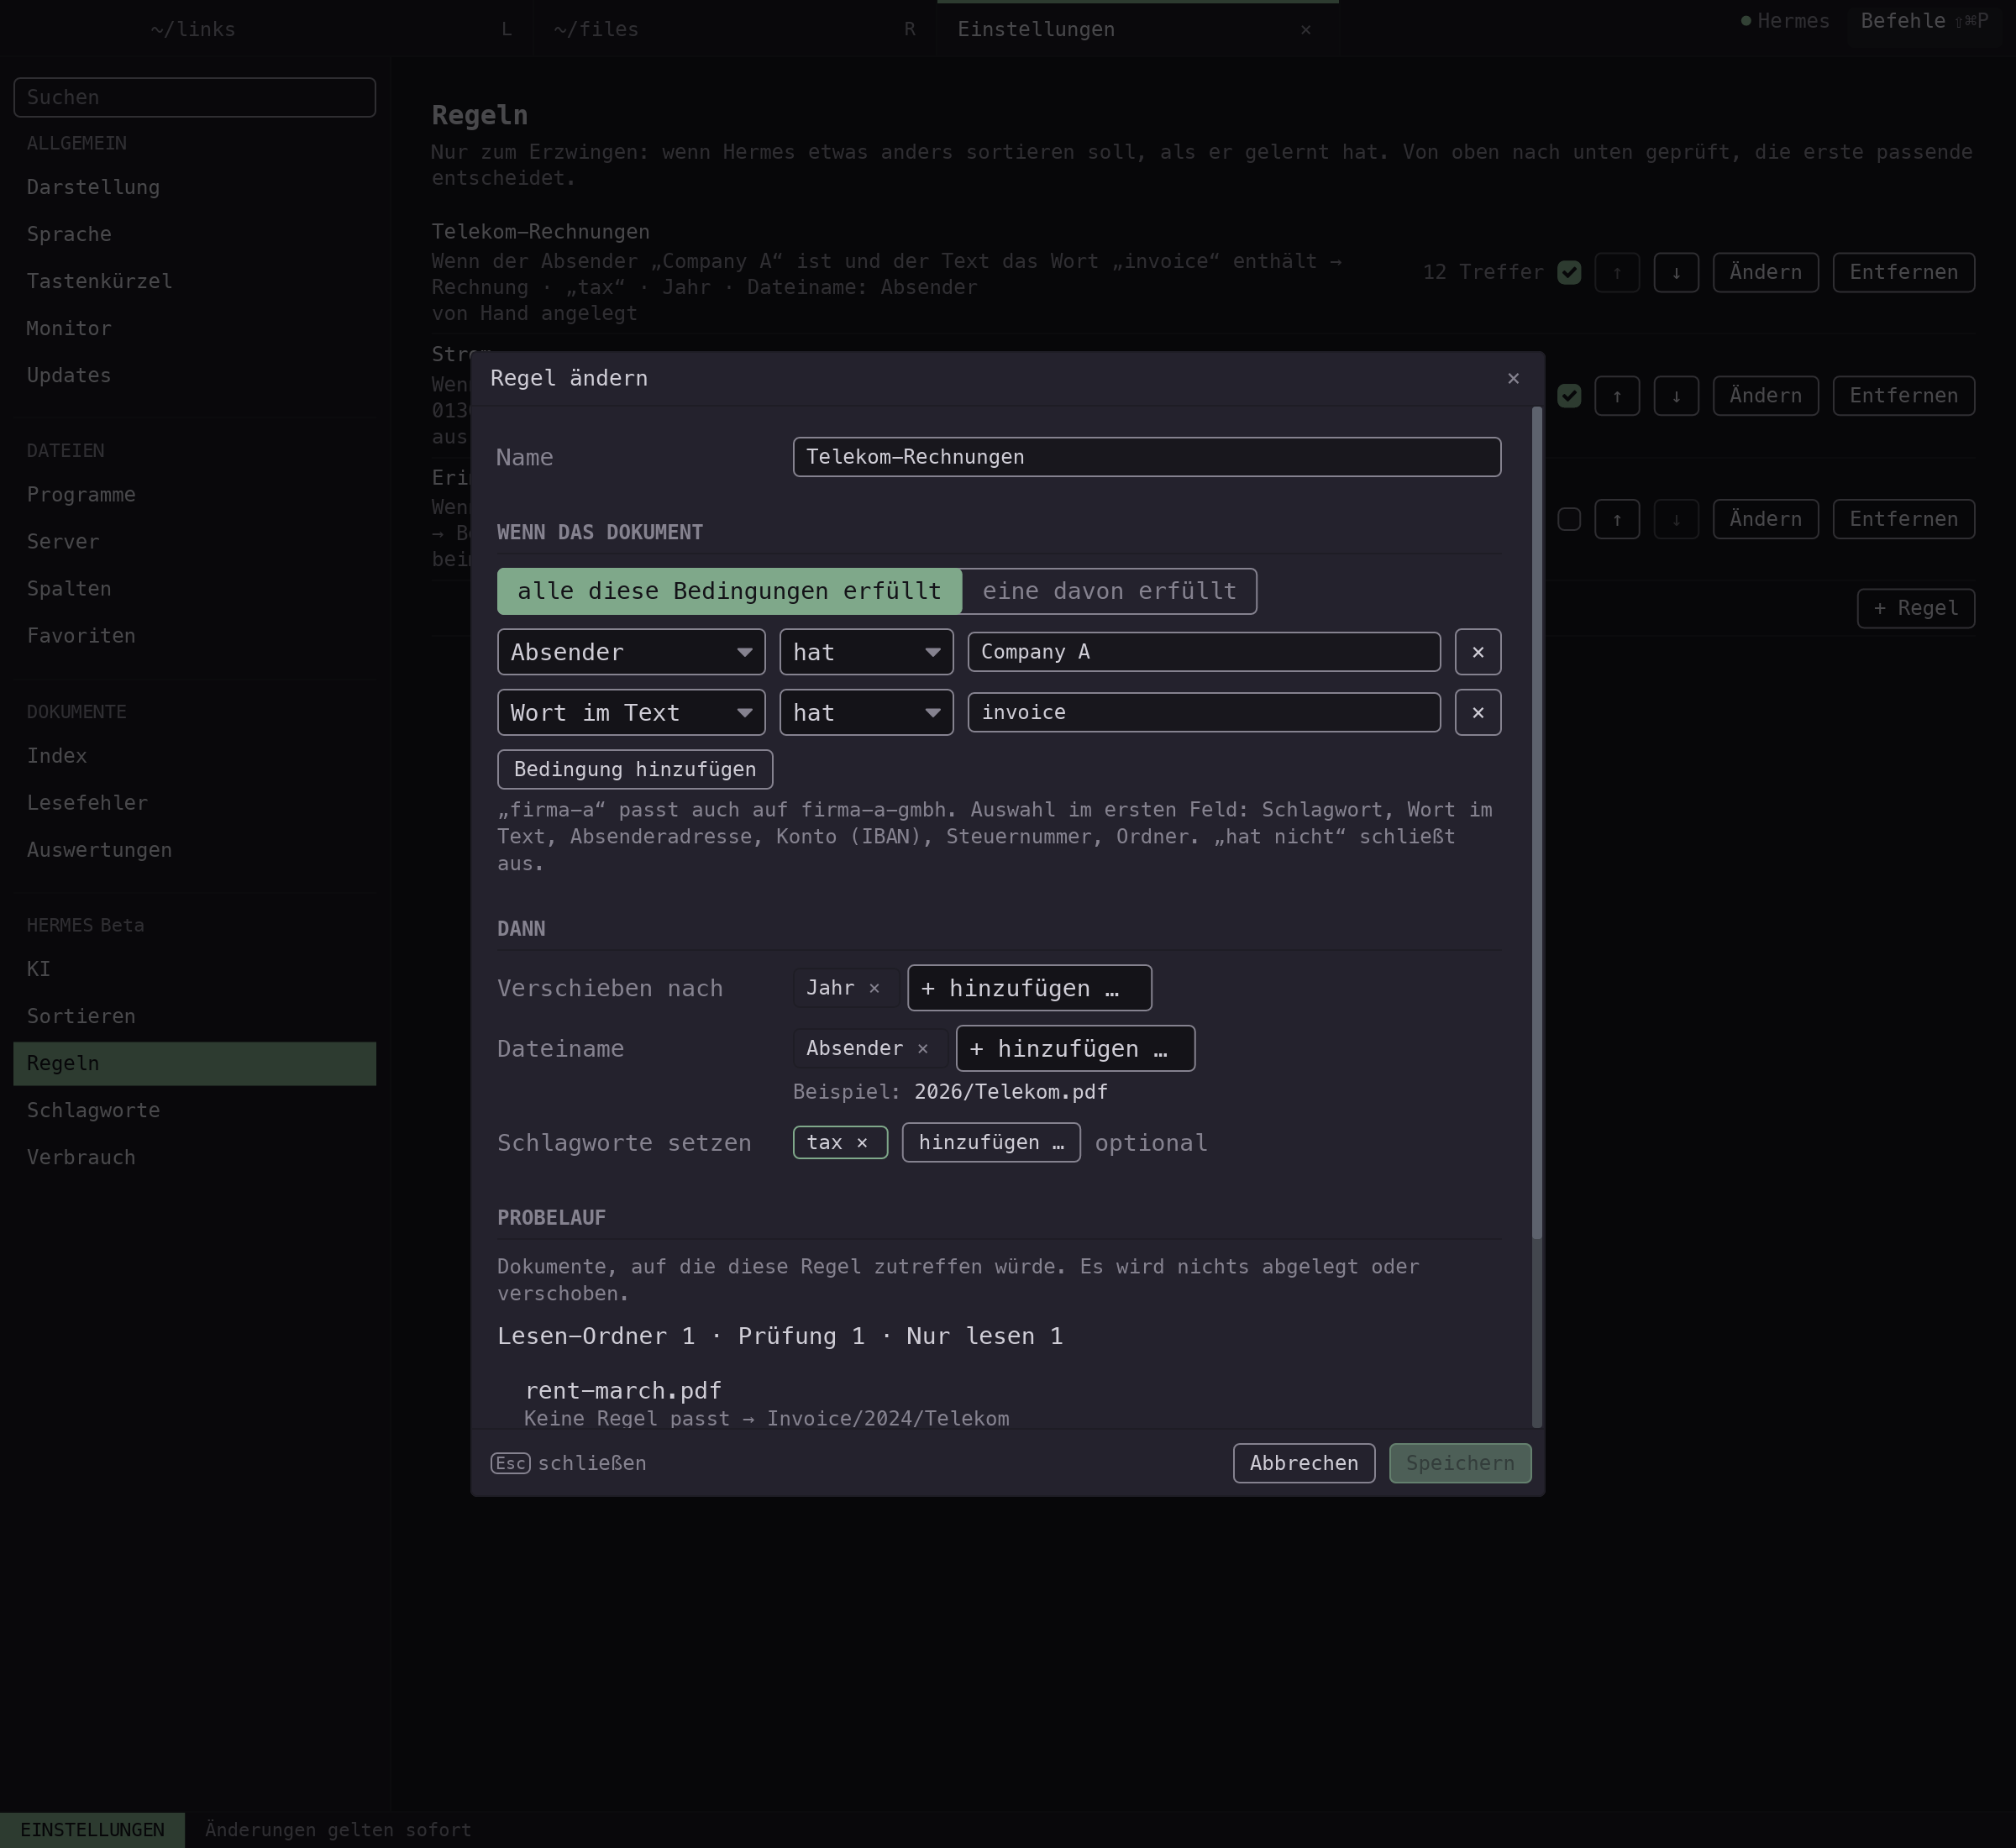 ~/links L
~/files R
Einstellungen ×
Hermes Befehle ⇧⌘P
Suchen
ALLGEMEIN
Darstellung
Sprache
Tastenkürzel
Monitor
Updates
DATEIEN
Programme
Server
Spalten
Favoriten
DOKUMENTE
Index
Lesefehler
Auswertungen
HERMES Beta
KI
Sortieren
Regeln
Schlagworte
Verbrauch
Regeln
Nur zum Erzwingen: wenn Hermes etwas anders sortieren soll, als er gelernt hat. Von oben nach unten geprüft, die erste passende
entscheidet.
Telekom-Rechnungen
Wenn der Absender „Company A“ ist und der Text das Wort „invoice“ enthält →
Rechnung · „tax“ · Jahr · Dateiname: Absender
von Hand angelegt
12 Treffer ↑ ↓ Ändern Entfernen
↑ ↓ Ändern Entfernen
↑ ↓ Ändern Entfernen
+ Regel
Regel ändern ×
Name Telekom-Rechnungen
WENN DAS DOKUMENT
alle diese Bedingungen erfüllt eine davon erfüllt
Absender hat Company A ×
Wort im Text hat invoice ×
Bedingung hinzufügen
„firma-a“ passt auch auf firma-a-gmbh. Auswahl im ersten Feld: Schlagwort, Wort im
Text, Absenderadresse, Konto (IBAN), Steuernummer, Ordner. „hat nicht“ schließt
aus.
DANN
Verschieben nach Jahr × + hinzufügen …
Dateiname Absender × + hinzufügen …
Beispiel: 2026/Telekom.pdf
Schlagworte setzen tax × hinzufügen … optional
PROBELAUF
Dokumente, auf die diese Regel zutreffen würde. Es wird nichts abgelegt oder
verschoben.
Lesen-Ordner 1 · Prüfung 1 · Nur lesen 1
rent-march.pdf
Keine Regel passt → Invoice/2024/Telekom
Esc schließen Abbrechen Speichern
EINSTELLUNGEN Änderungen gelten sofort